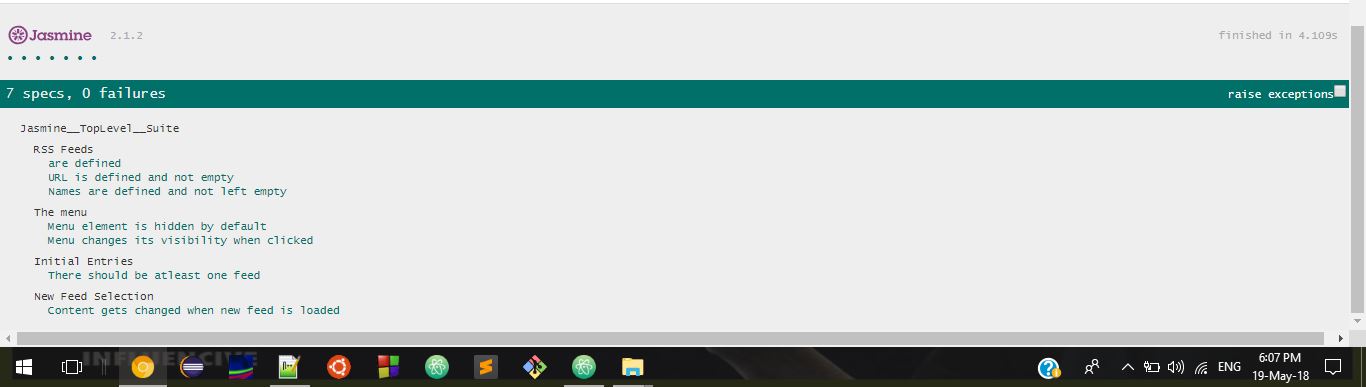 Jasmine 2.1.2 finished in 4.109s
7 specs, 0 failures raise exceptions
Jasmine__TopLevel__Suite
RSS Feeds
are defined
URL is defined and not empty
Names are defined and not left empty
The menu
Menu element is hidden by default
Menu changes its visibility when clicked
Initial Entries
There should be atleast one feed
New Feed Selection
Content gets changed when new feed is loaded
ENG 6:07 PM
19-May-18